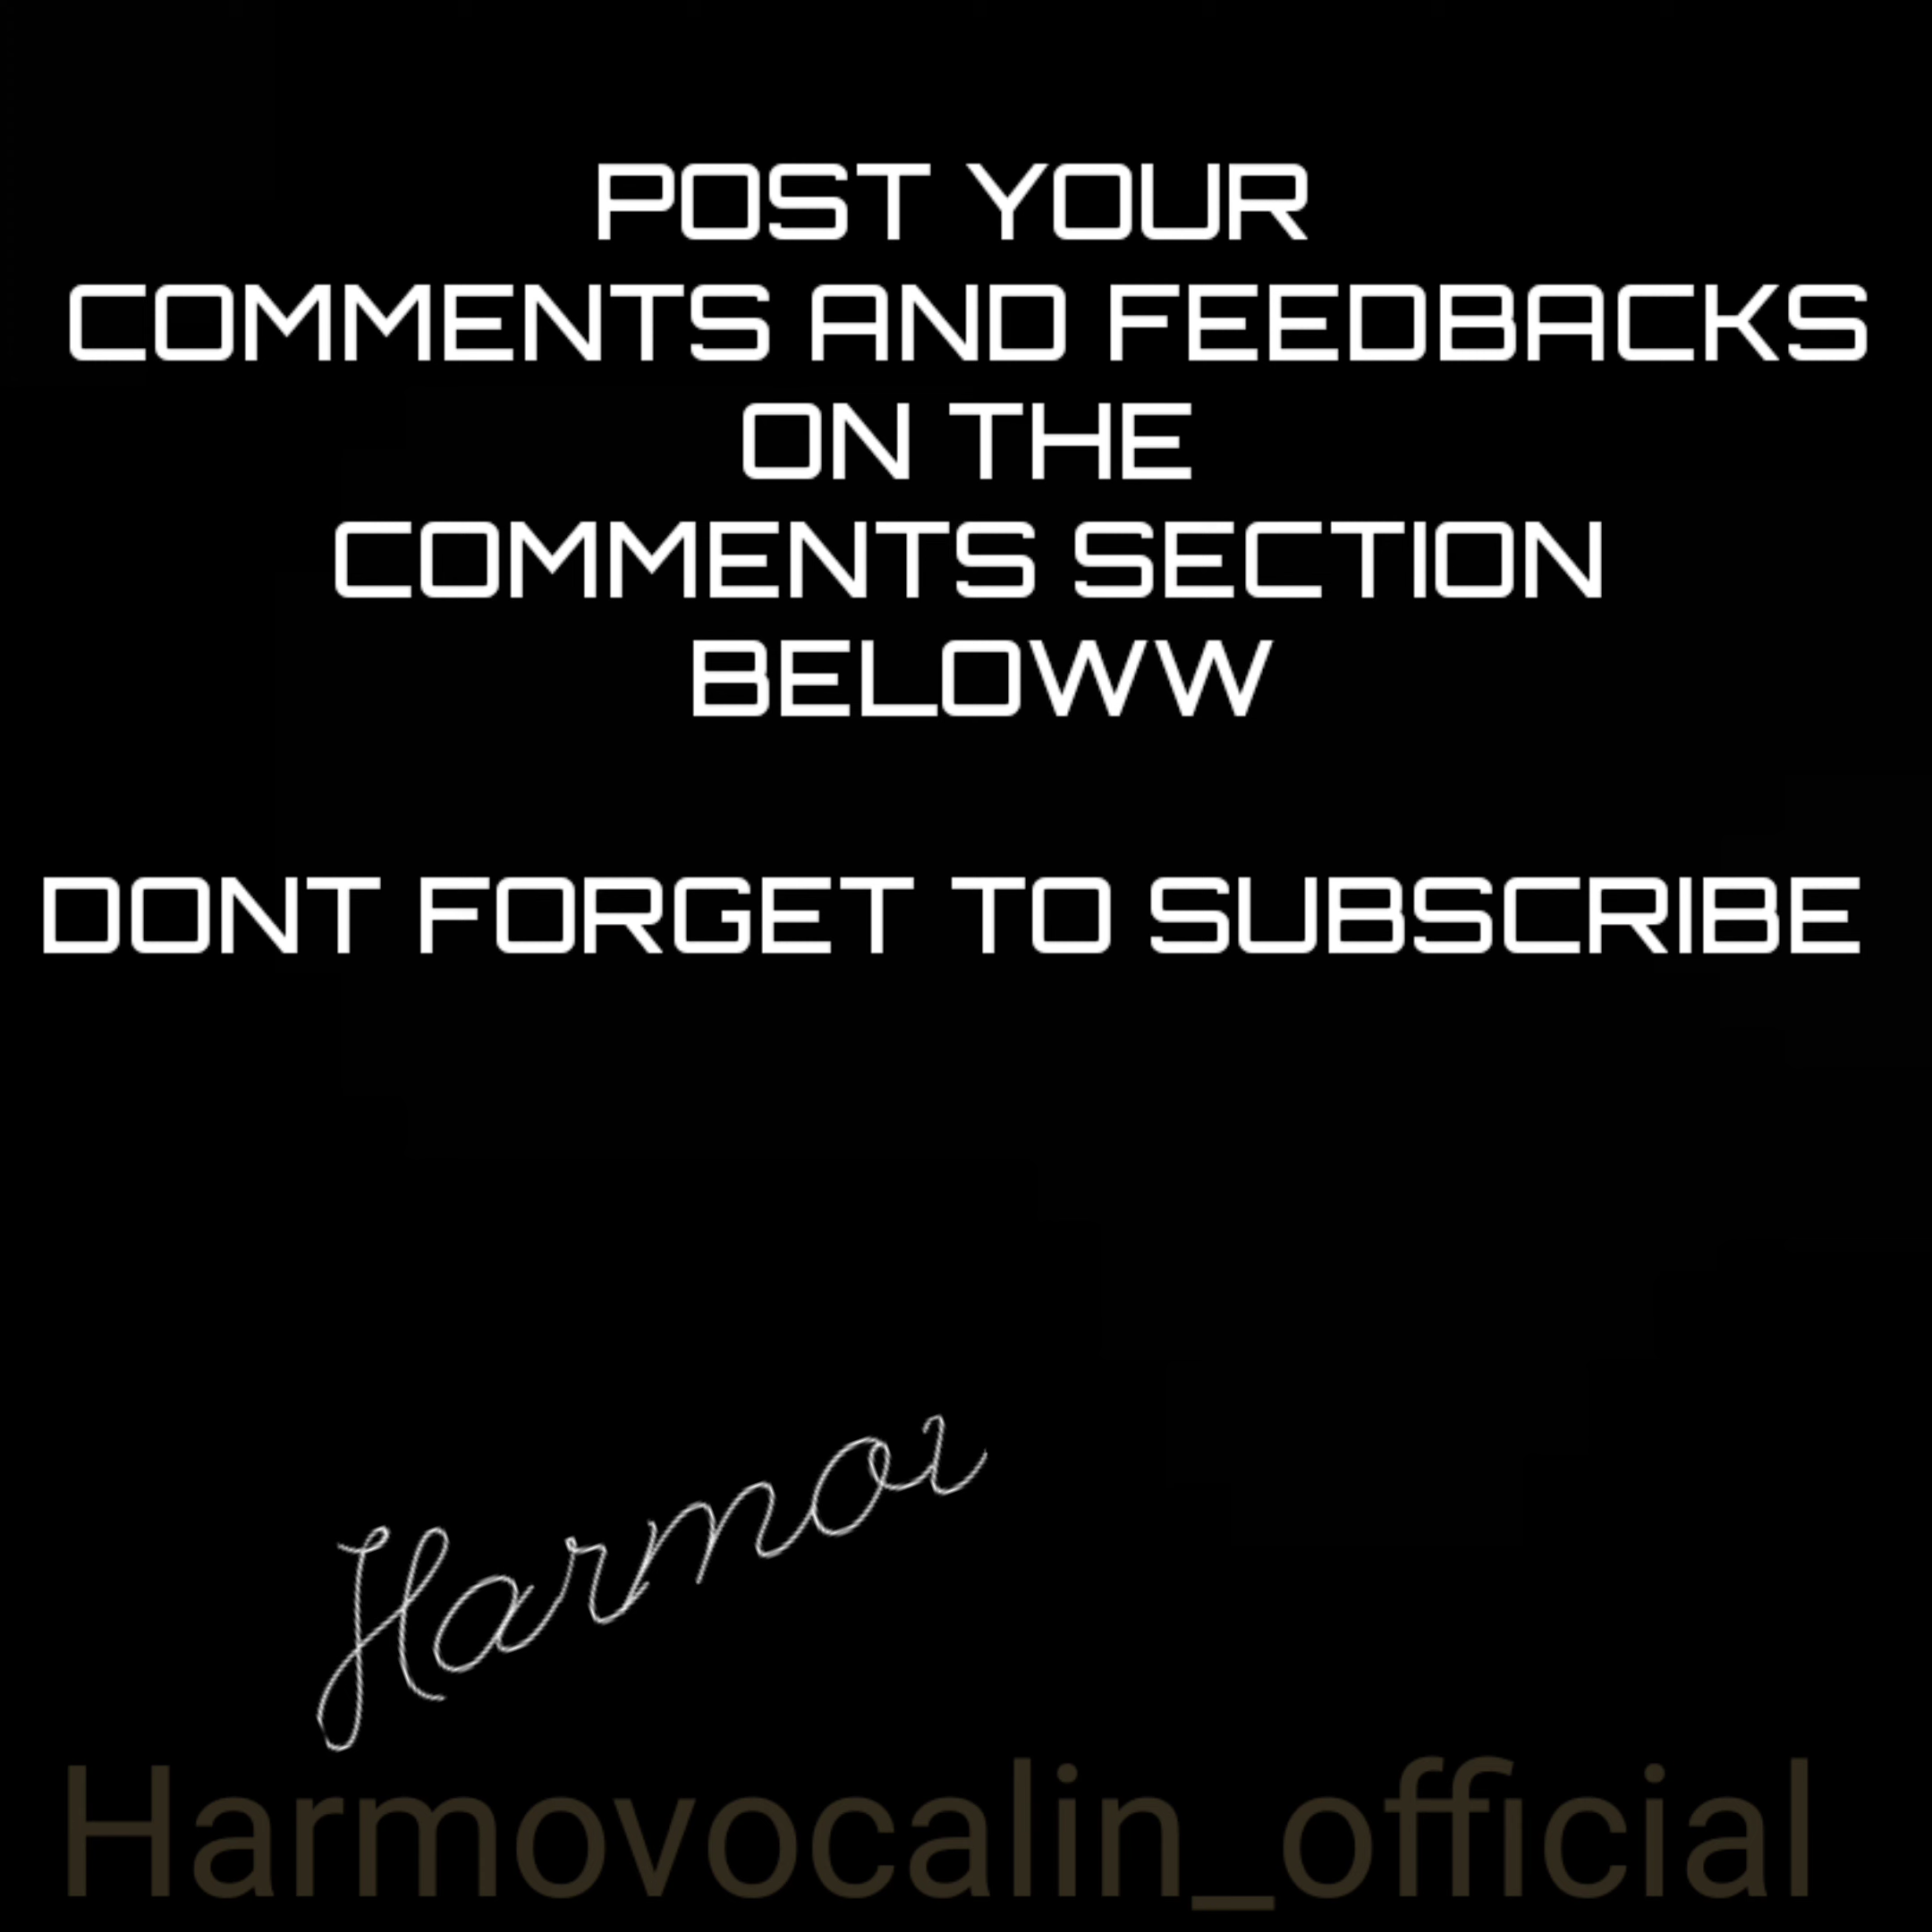 POST YOUR
COMMENTS AND FEEDBACKS
ON THE
COMMENTS SECTION
BELOWW
DONT FORGET TO SUBSCRIBE
Harmoi
Harmovocalin_official